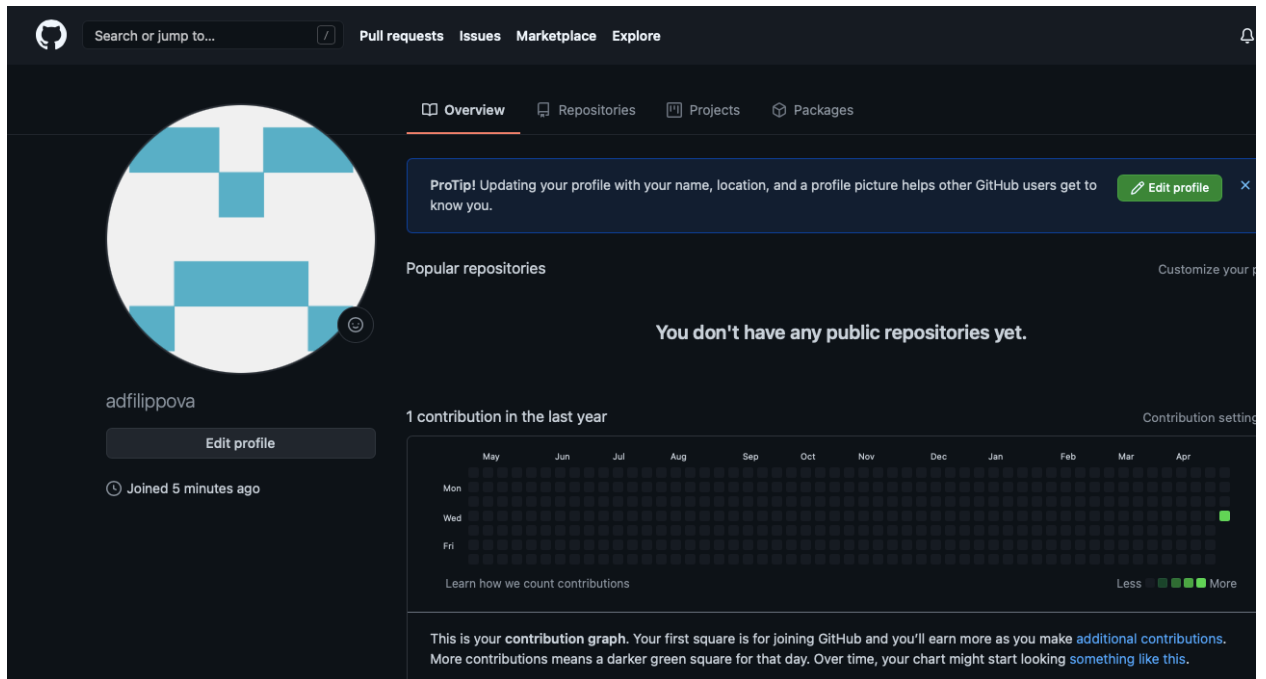 Search or jump to... /
Pull requests Issues Marketplace Explore
Overview Repositories Projects Packages
ProTip! Updating your profile with your name, location, and a profile picture helps other GitHub users get to
know you.
Edit profile
Popular repositories
Customize your p
You don't have any public repositories yet.
adfilippova
Edit profile
Joined 5 minutes ago
1 contribution in the last year
Contribution setting
May Jun Jul Aug Sep Oct Nov Dec Jan Feb Mar Apr
Mon
Wed
Fri
Learn how we count contributions
Less More
This is your contribution graph. Your first square is for joining GitHub and you'll earn more as you make additional contributions.
More contributions means a darker green square for that day. Over time, your chart might start looking something like this.